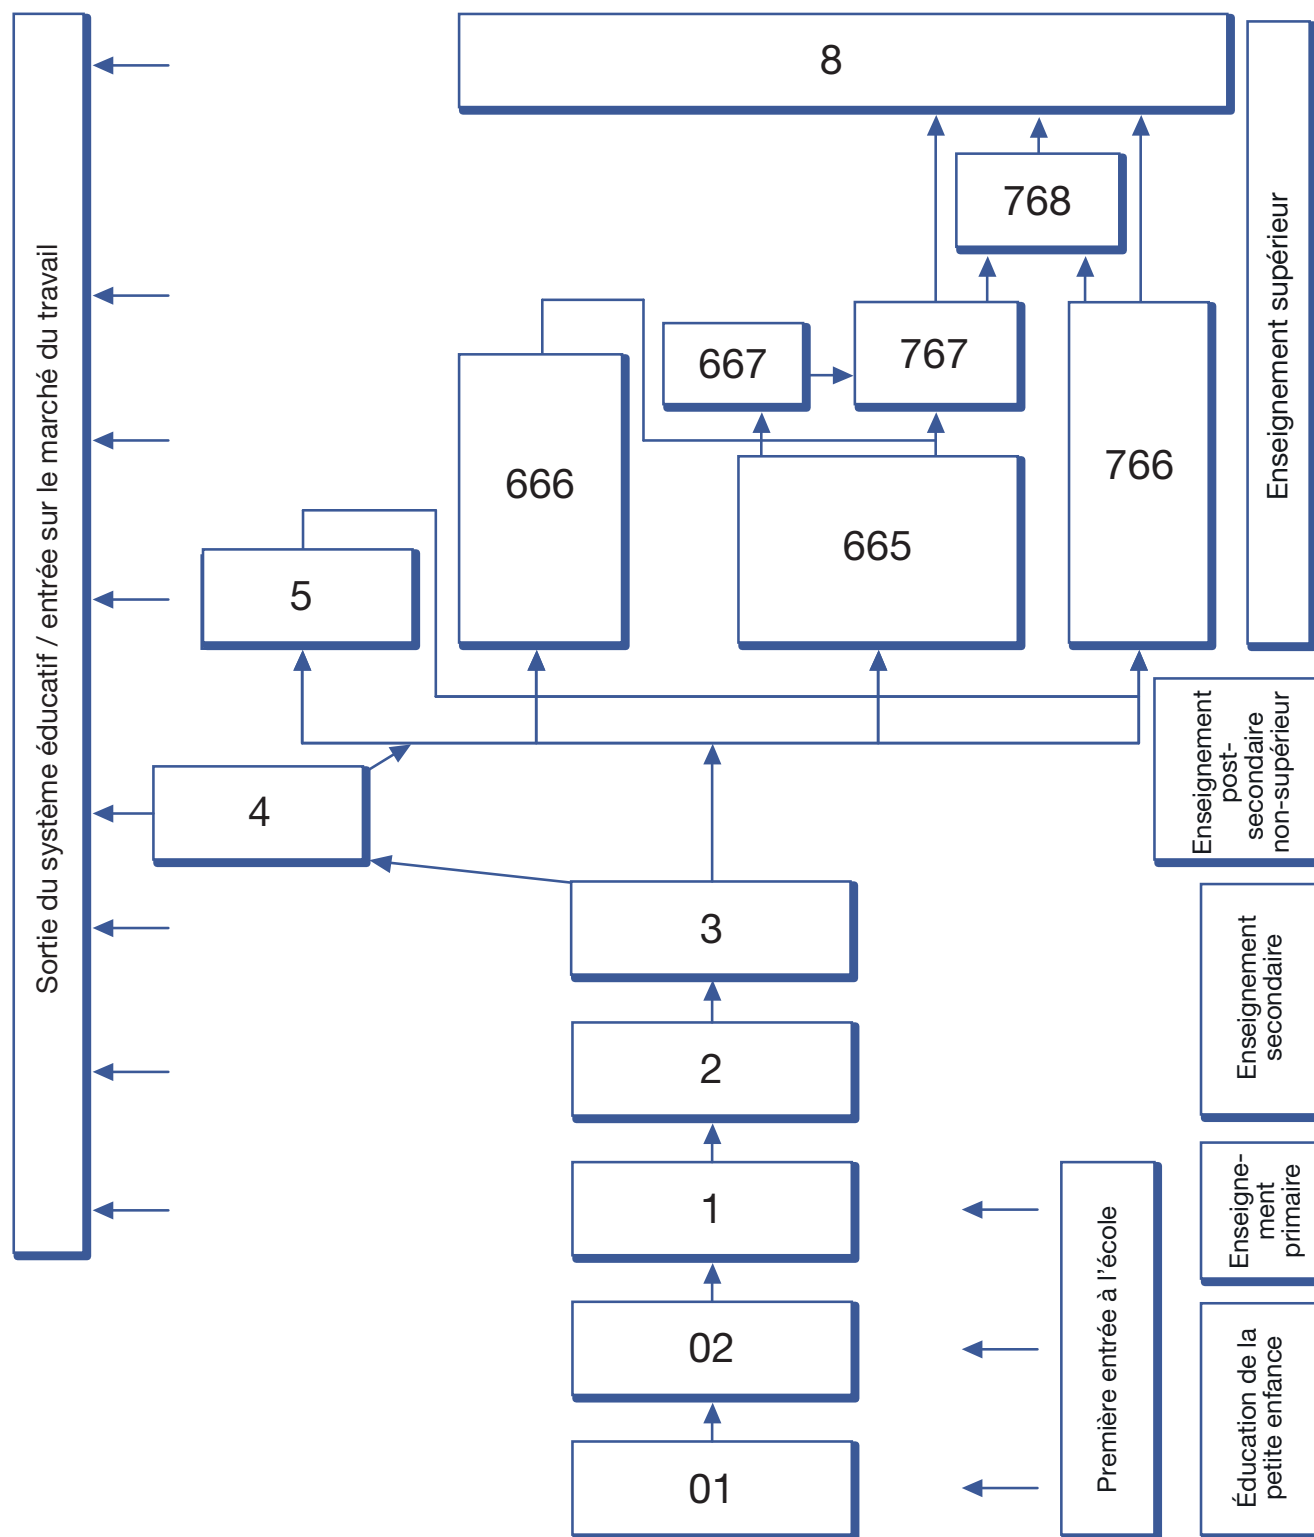 Sortie du système éducatif / entrée sur le marché du travail
8
768
667
767
666
766
665
5
4
3
2
1
02
01
Première entrée à l'école
Enseignement supérieur
Enseignement
post-
secondaire
non-supérieur
Enseignement
secondaire
Enseigne-
ment
primaire
Éducation de la
petite enfance